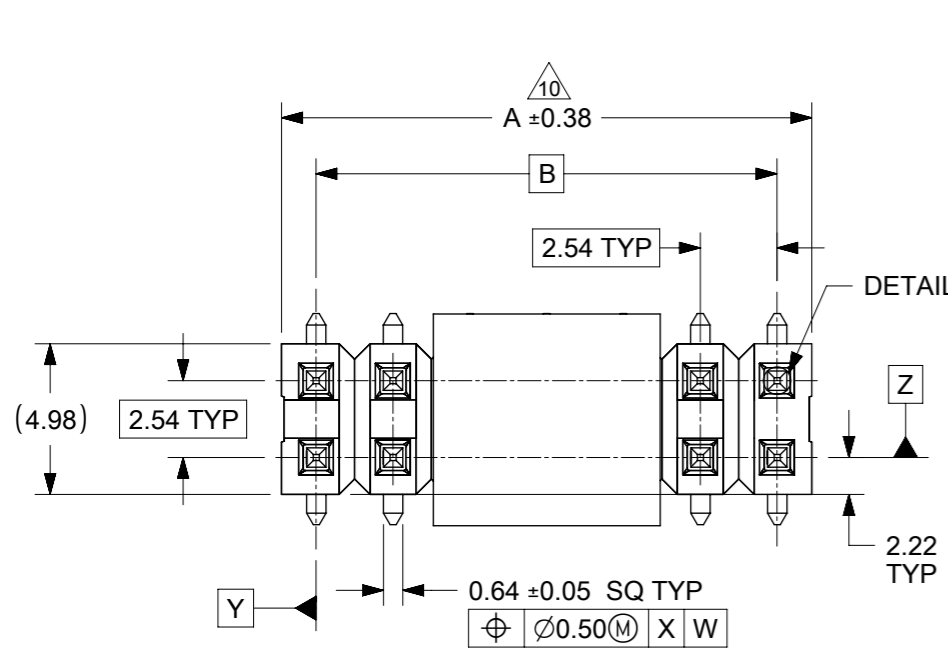 10
A ±0.38
B
2.54 TYP
DETAIL
Z
(4.98)
2.54 TYP
2.22
TYP
Y
0.64 ±0.05 SQ TYP
⌖ Ø0.50Ⓜ X W